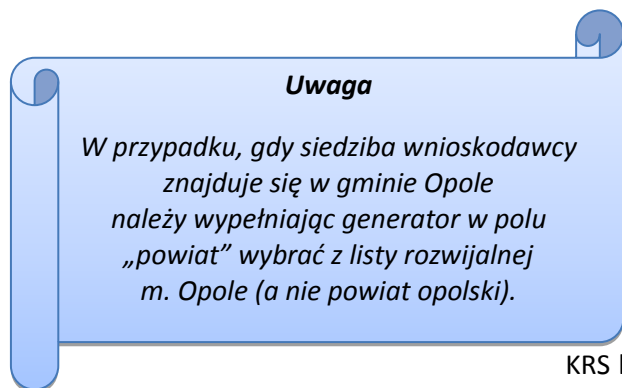 Uwaga
W przypadku, gdy siedziba wnioskodawcy
znajduje się w gminie Opole
należy wypełniając generator w polu
„powiat” wybrać z listy rozwijalnej
m. Opole (a nie powiat opolski).
KRS